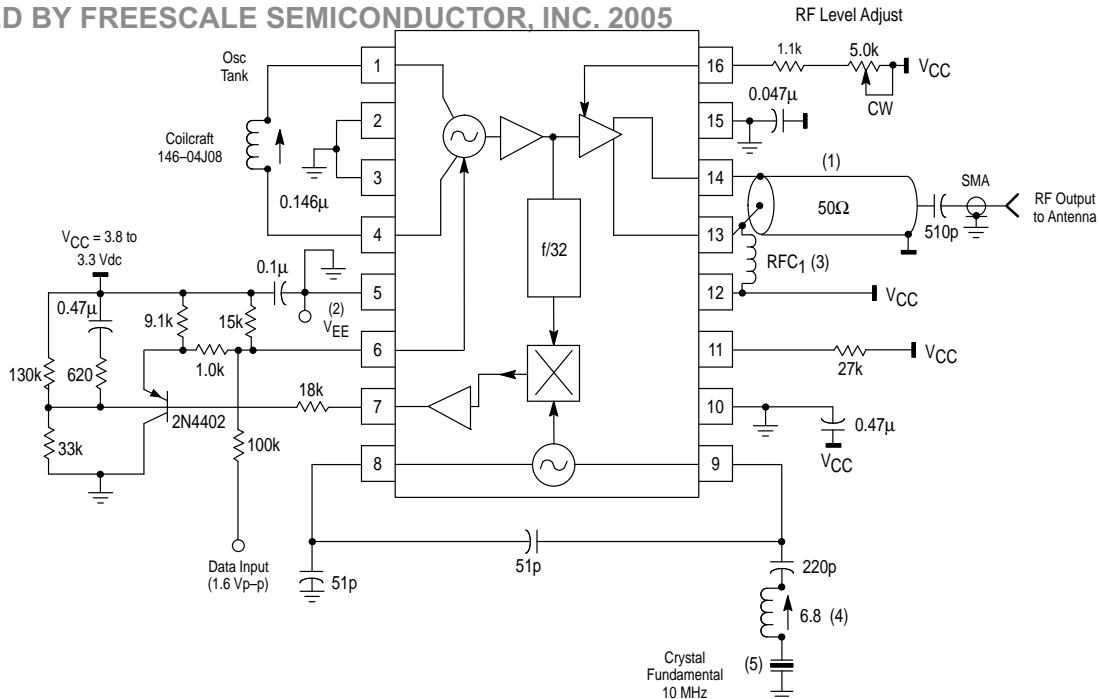 ED BY FREESCALE SEMICONDUCTOR, INC. 2005
RF Level Adjust
Osc
Tank
1
16
1.1k
5.0k
VCC
CW
2
15
0.047µ
Coilcraft
146–04J08
3
14
(1)
0.146µ
50Ω
SMA
RF Output
to Antenna
510p
4
13
f/32
RFC1 (3)
VCC = 3.8 to
3.3 Vdc
0.1µ
5
12
VCC
(2)
VEE
0.47µ
9.1k
15k
6
11
VCC
27k
1.0k
130k
620
18k
7
10
0.47µ
VCC
2N4402
33k
100k
8
9
51p
51p
220p
Data Input
(1.6 Vp–p)
6.8 (4)
Crystal
Fundamental
10 MHz
(5)